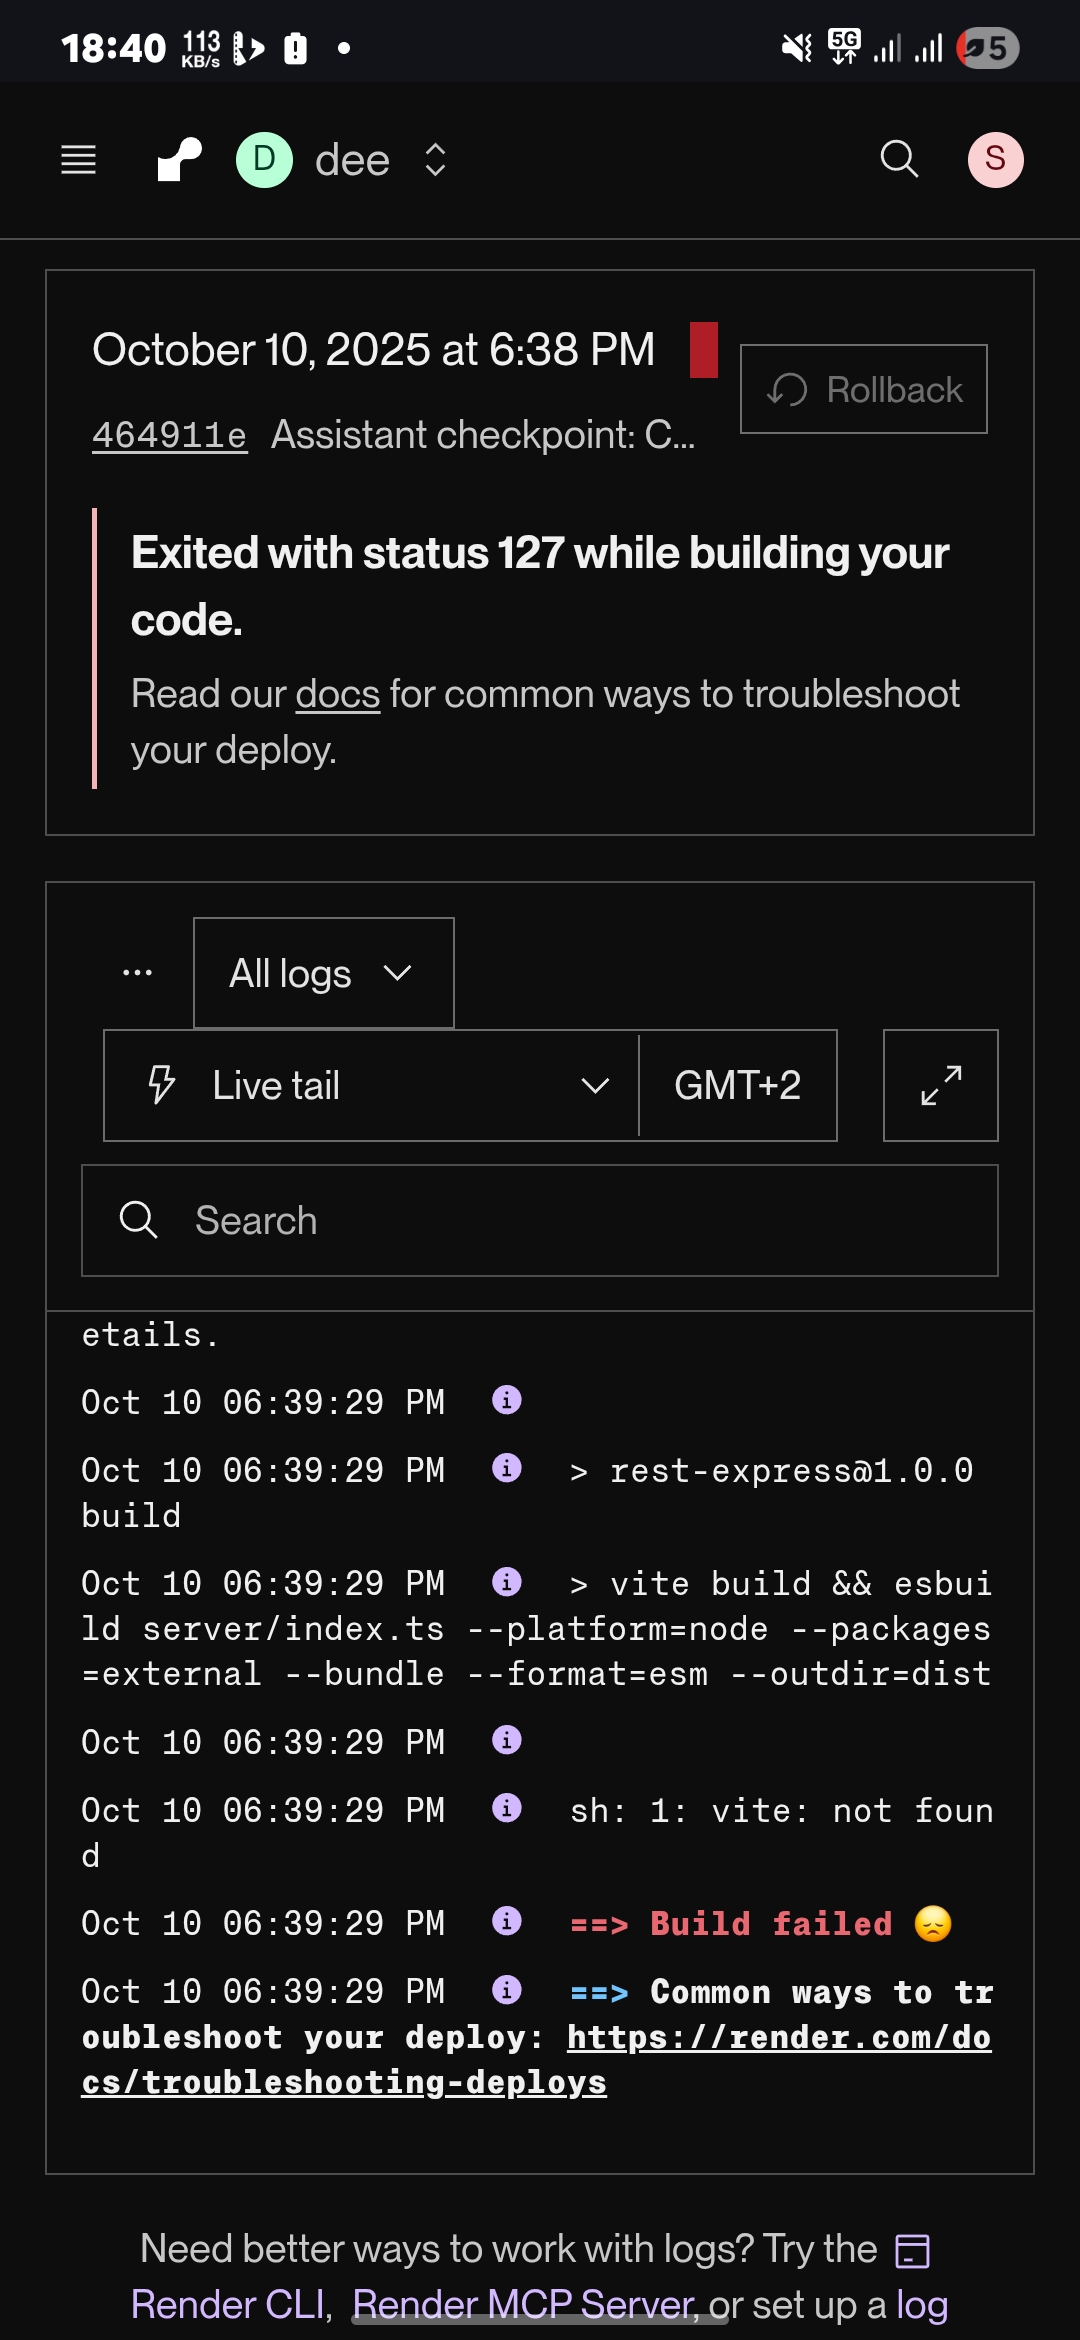 18:40 113 KB/s 5G 5
D dee S
October 10, 2025 at 6:38 PM
Rollback
464911e Assistant checkpoint: C...
Exited with status 127 while building your
code.
Read our docs for common ways to troubleshoot
your deploy.
All logs
Live tail GMT+2
Search
etails.
Oct 10 06:39:29 PM
Oct 10 06:39:29 PM > rest-express@1.0.0
build
Oct 10 06:39:29 PM > vite build && esbui
ld server/index.ts --platform=node --packages
=external --bundle --format=esm --outdir=dist
Oct 10 06:39:29 PM
Oct 10 06:39:29 PM sh: 1: vite: not foun
d
Oct 10 06:39:29 PM ==> Build failed 😞
Oct 10 06:39:29 PM ==> Common ways to tr
oubleshoot your deploy: https://render.com/do
cs/troubleshooting-deploys
Need better ways to work with logs? Try the
Render CLI, Render MCP Server, or set up a log